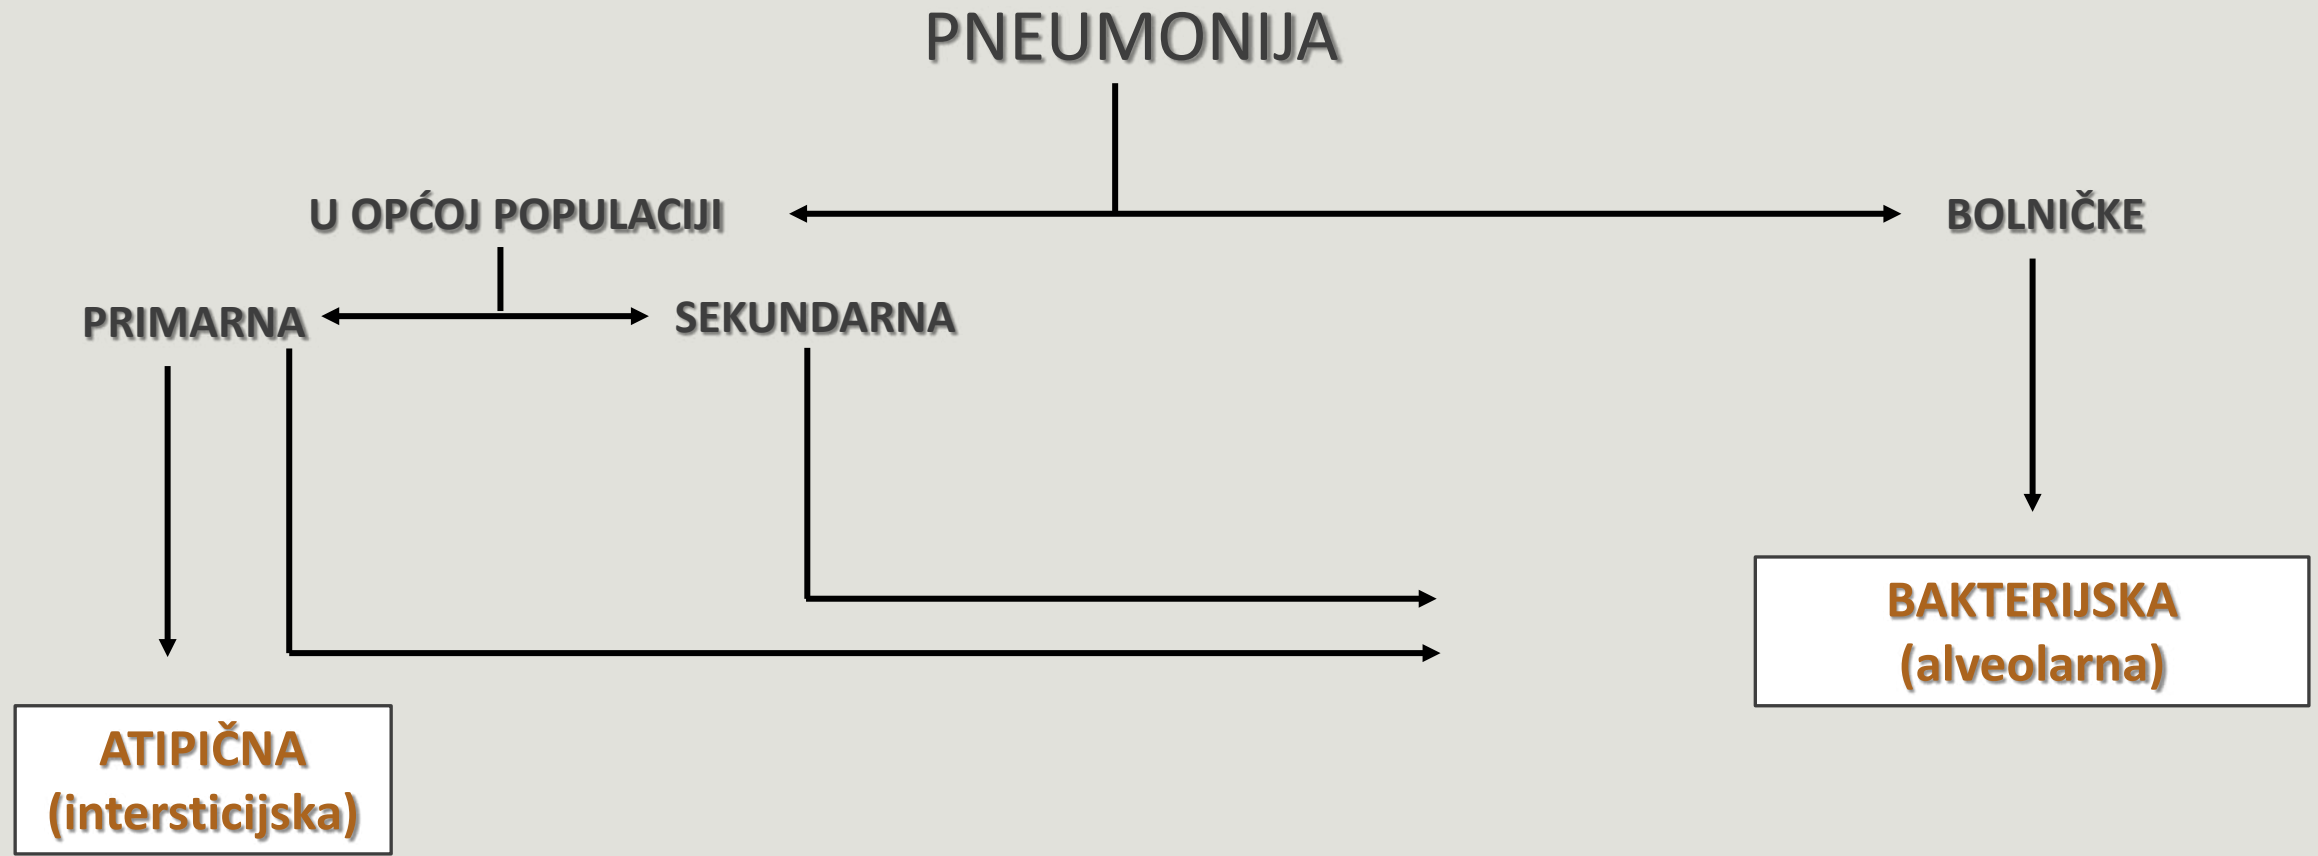 PNEUMONIJA
U OPĆOJ POPULACIJI
BOLNIČKE
PRIMARNA
SEKUNDARNA
BAKTERIJSKA
(alveolarna)
ATIPIČNA
(intersticijska)